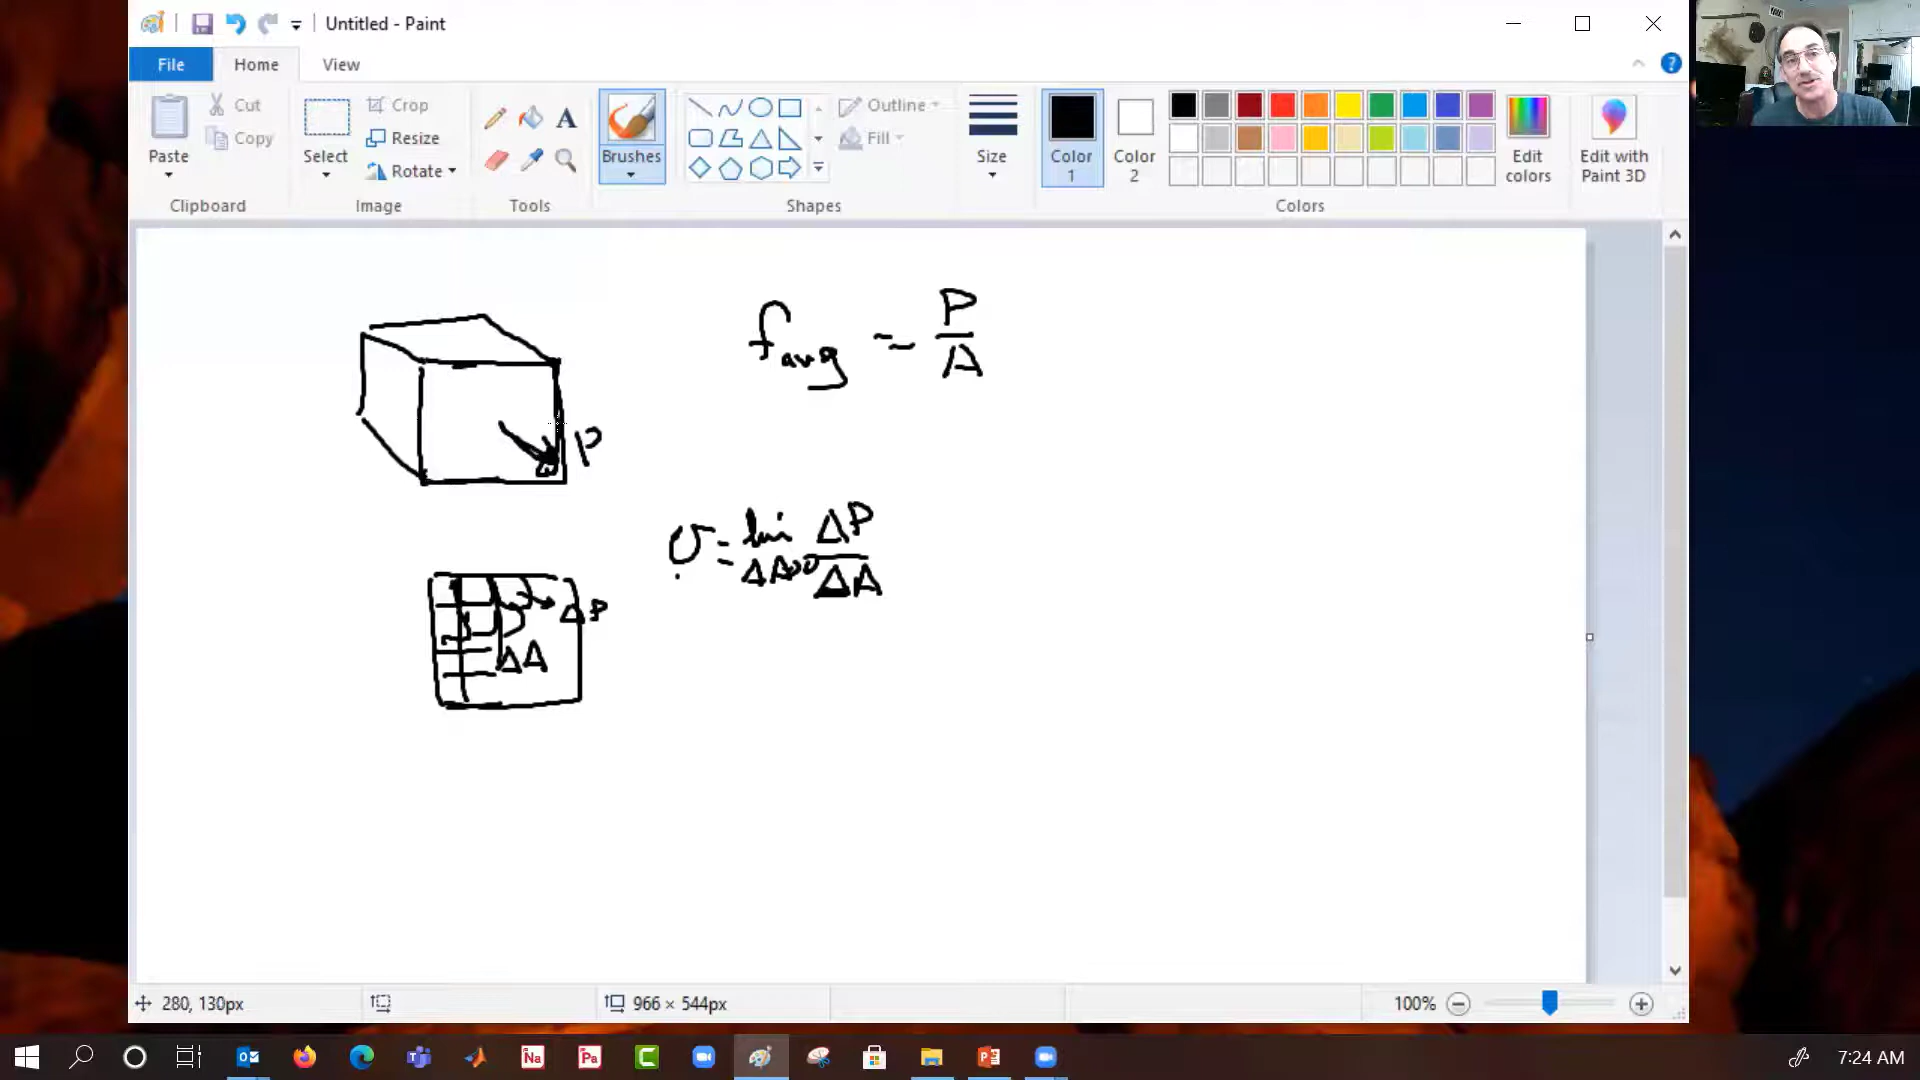 Untitled - Paint
File Home View
Paste
Cut
Copy
Clipboard
Select
Crop
Resize
Rotate
Image
A
Tools
Brushes
Shapes
Outline
Fill
Size
Color 1
Color 2
Edit colors
Edit with Paint 3D
Colors
f avg = P / A
P
σ = lim ΔA→0 ΔP / ΔA
ΔP
ΔA
280, 130px
966 × 544px
100%
Na
Pa
C
7:24 AM